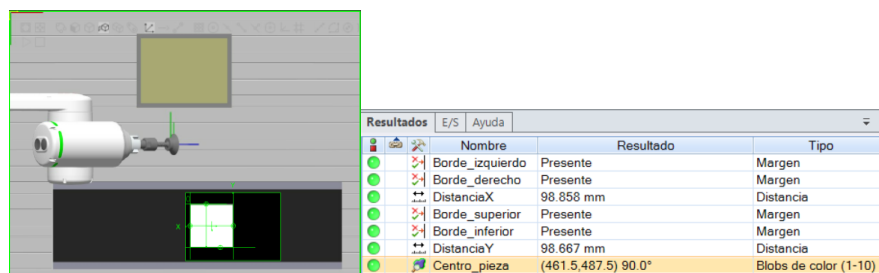 Resultados E/S Ayuda
Nombre Resultado Tipo
Borde_izquierdo Presente Margen
Borde_derecho Presente Margen
DistanciaX 98.858 mm Distancia
Borde_superior Presente Margen
Borde_inferior Presente Margen
DistanciaY 98.667 mm Distancia
Centro_pieza (461.5,487.5) 90.0° Blobs de color (1-10)
X